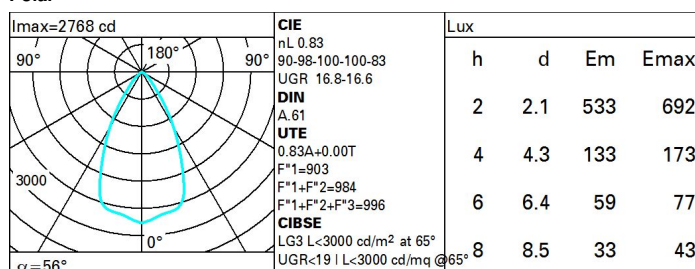 Imax=2768 cd
90°
180°
90°
3000
0°
α=56°
CIE
nL 0.83
90-98-100-100-83
UGR 16.8-16.6
DIN
A.61
UTE
0.83A+0.00T
F"1=903
F"1+F"2=984
F"1+F"2+F"3=996
CIBSE
LG3 L<3000 cd/m² at 65°
UGR<19 | L<3000 cd/mq @65°
Lux
h d Em Emax
2 2.1 533 692
4 4.3 133 173
6 6.4 59 77
8 8.5 33 43